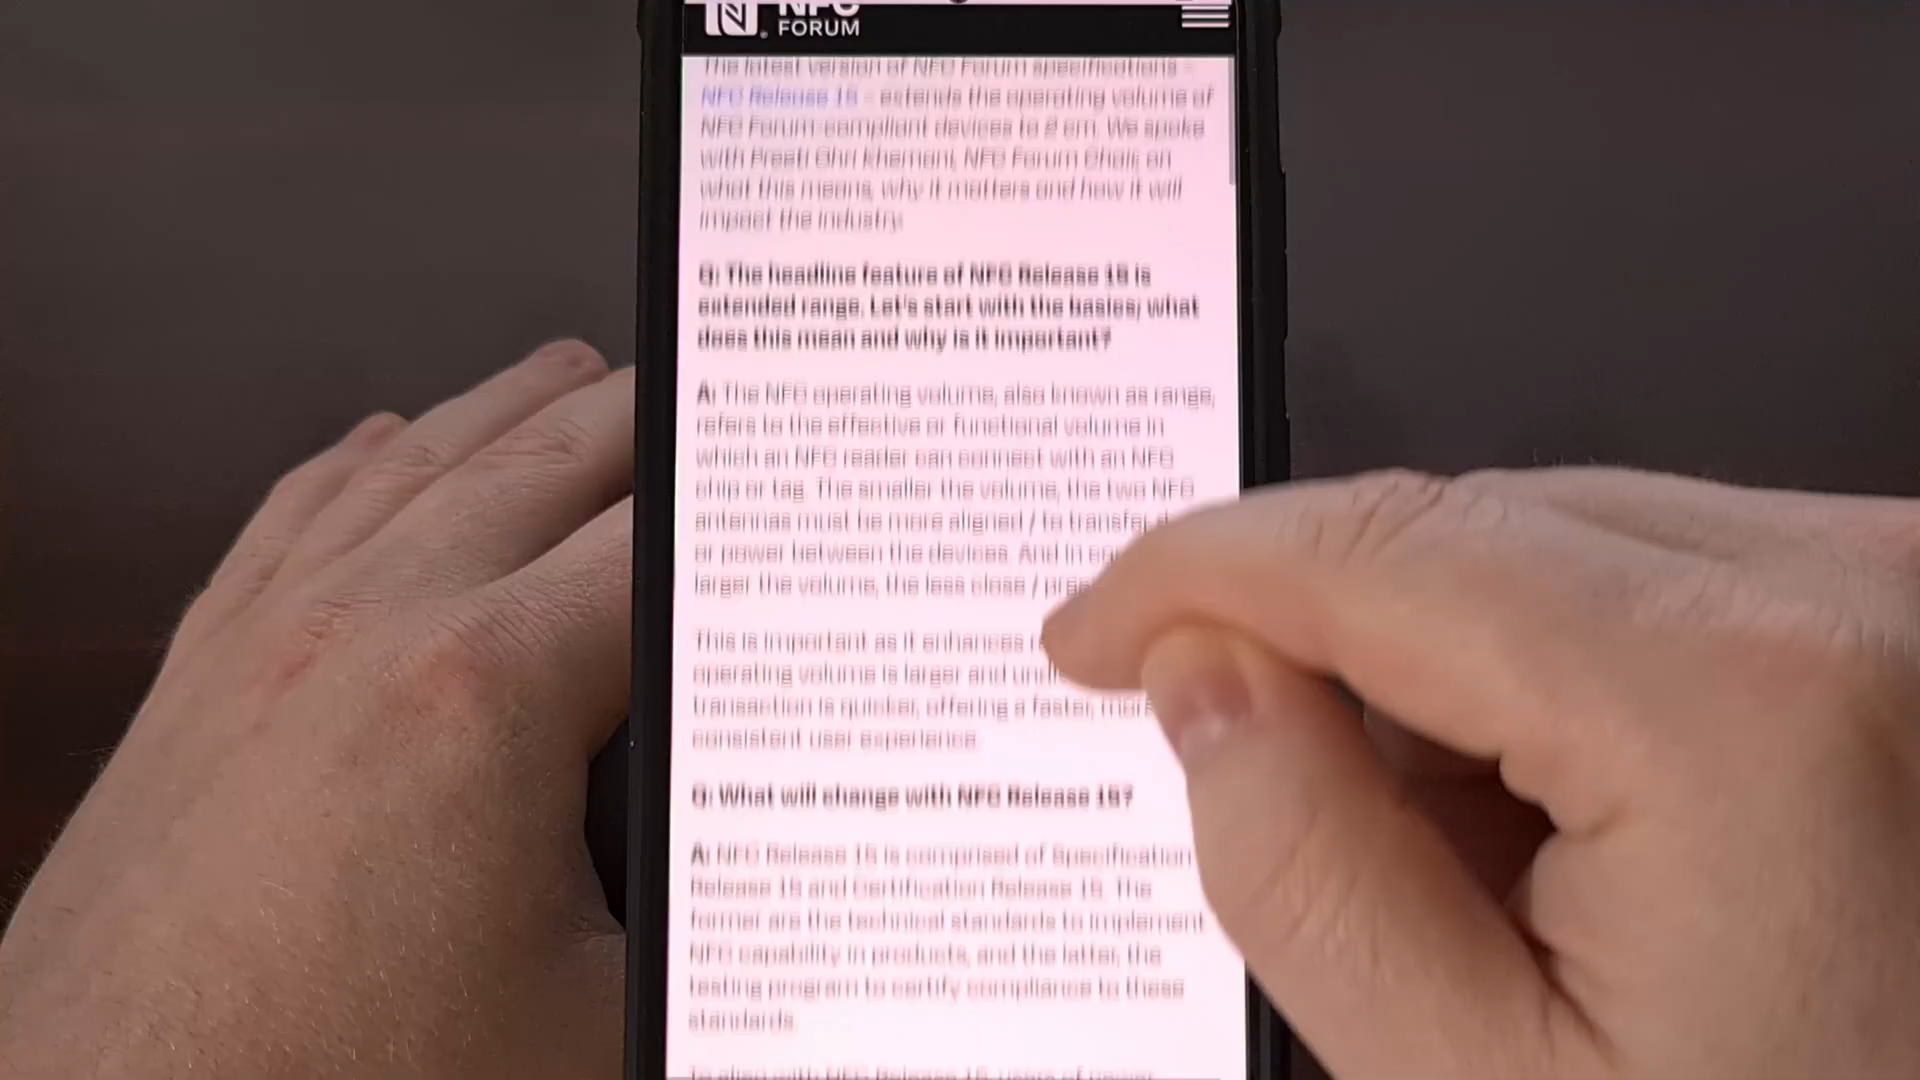 NFC
FORUM
The latest version of NFC Forum specifications -
NFC Release 15 - extends the operating volume of
NFC Forum-compliant devices to 2 cm. We spoke
with Preeti Ohri Khemani, NFC Forum Chair, on
what this means, why it matters and how it will
impact the industry.
Q: The headline feature of NFC Release 15 is
extended range. Let's start with the basics; what
does this mean and why is it important?
A: The NFC operating volume, also known as range,
refers to the effective or functional volume in
which an NFC reader can connect with an NFC
chip or tag. The smaller the volume, the two NFC
antennas must be more aligned / to transfer
or power between the devices. And in
larger the volume, the less close /
This is important as it enhances
operating volume is larger and
transaction is quicker, offering a faster,
consistent user experience.
Q: What will change with NFC Release 15?
A: NFC Release 15 is comprised of Specification
Release 15 and Certification Release 15. The
former are the technical standards to implement
NFC capability in products, and the latter, the
testing program to certify compliance to these
standards.
To align with NFC Release 15, users of power